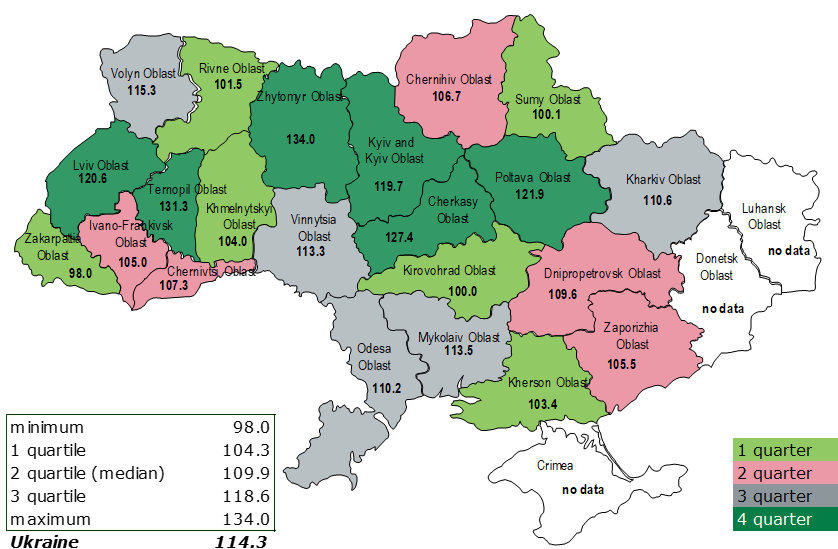 Volyn Oblast
115.3
Rivne Oblast
101.5
Zhytomyr Oblast
134.0
Chernihiv Oblast
106.7
Sumy Oblast
100.1
Kyiv and
Kyiv Oblast
119.7
Lviv Oblast
120.6
Ternopil Oblast
131.3
Khmelnytskyi
Oblast
104.0
Ivano-Frankivsk
Oblast
105.0
Zakarpattia
Oblast
98.0
Chernivtsi Oblast
107.3
Vinnytsia
Oblast
113.3
Cherkasy
Oblast
127.4
Poltava Oblast
121.9
Kharkiv Oblast
110.6
Luhansk
Oblast
no data
Donetsk
Oblast
no data
Kirovohrad Oblast
100.0
Dnipropetrovsk Oblast
109.6
Zaporizhia
Oblast
105.5
Mykolaiv Oblast
113.5
Odesa
Oblast
110.2
Kherson Oblast
103.4
Crimea
no data
minimum 98.0
1 quartile 104.3
2 quartile (median) 109.9
3 quartile 118.6
maximum 134.0
Ukraine 114.3
1 quarter
2 quarter
3 quarter
4 quarter